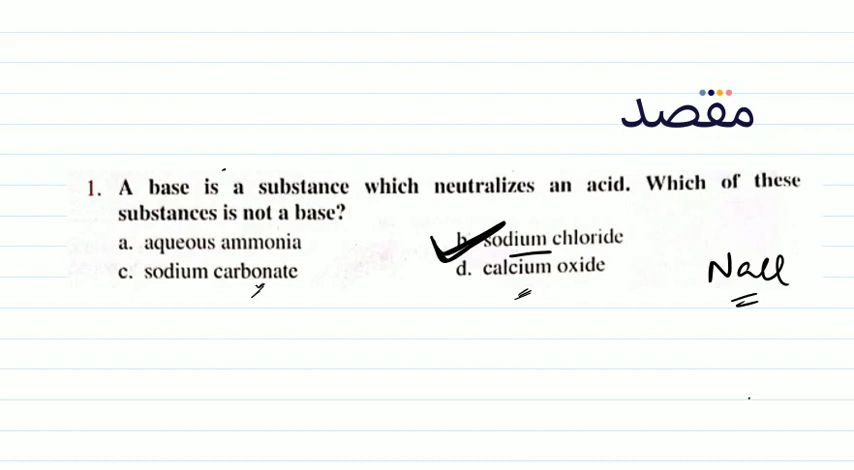 مقصد
1. A base is a substance which neutralizes an acid. Which of these
substances is not a base?
a. aqueous ammonia b. sodium chloride
c. sodium carbonate d. calcium oxide
Nacl